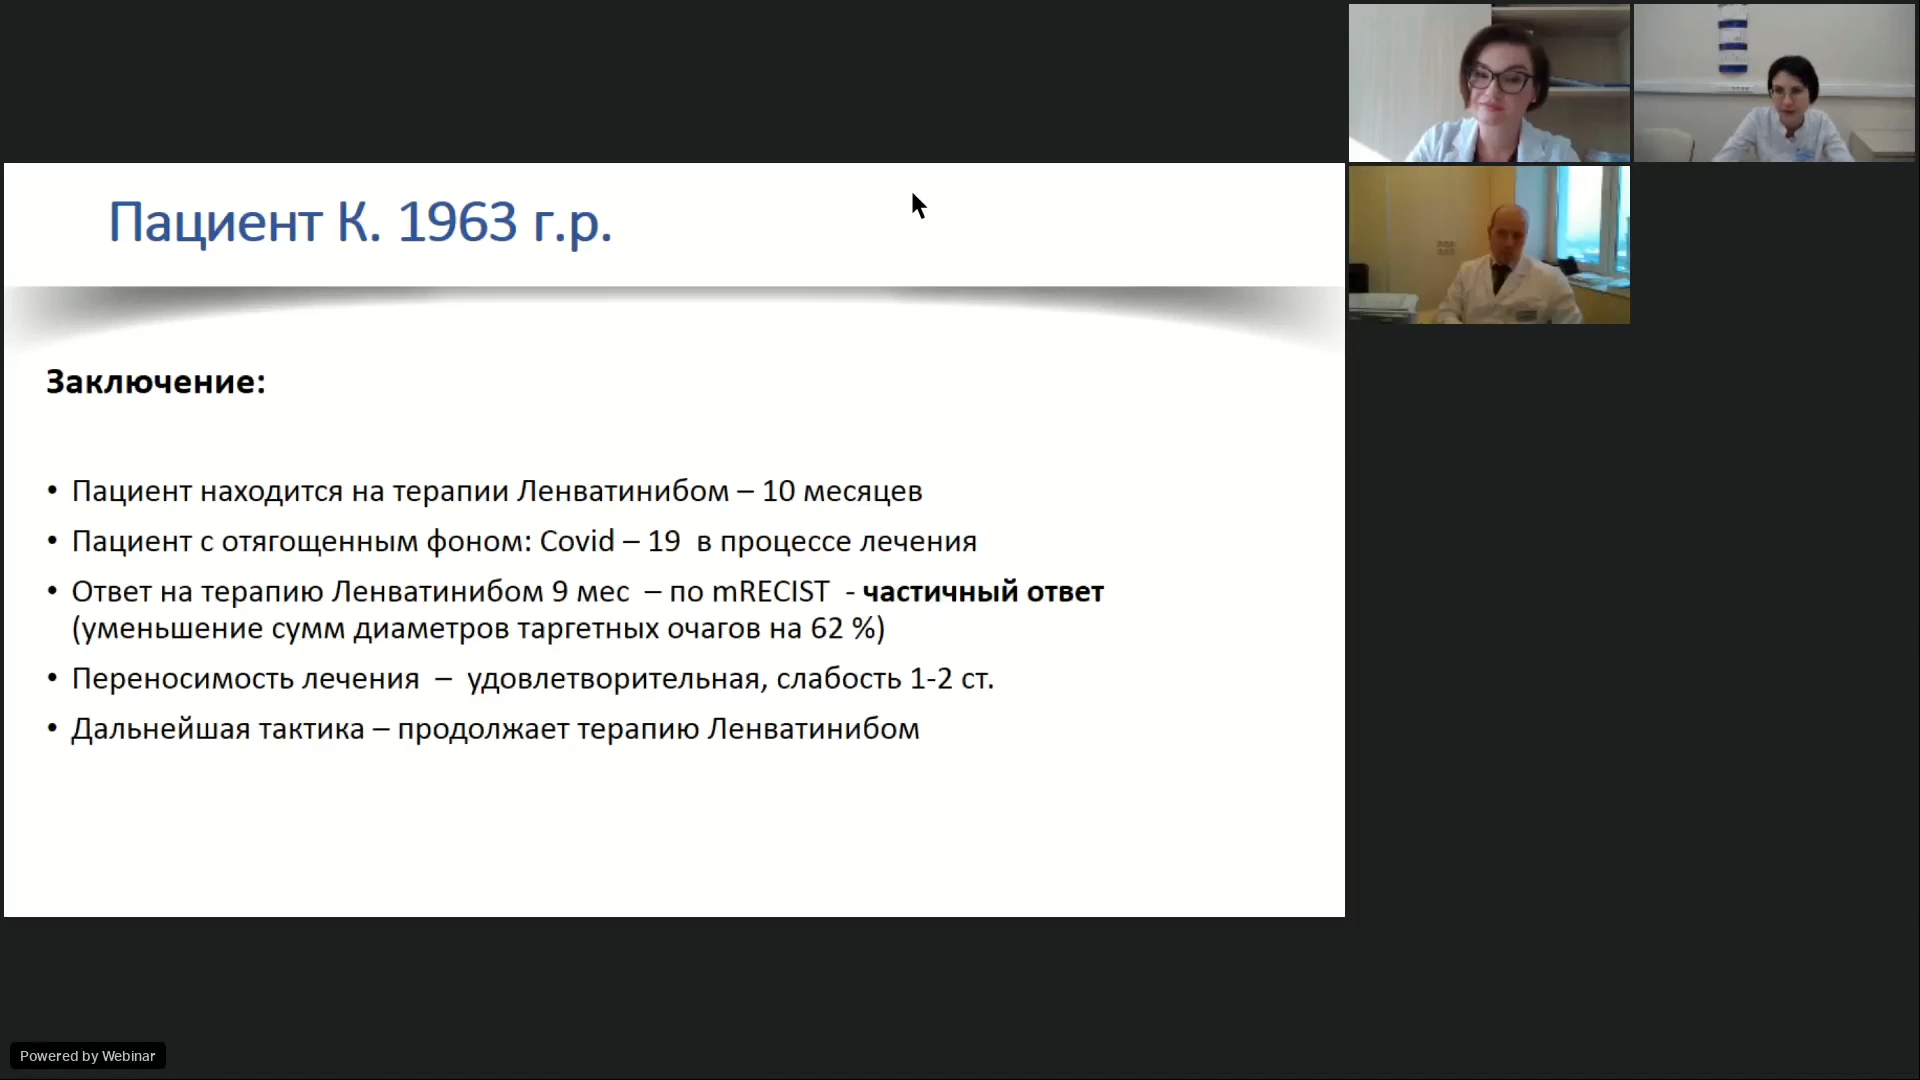 Пациент К. 1963 г.р.
Заключение:
• Пациент находится на терапии Ленватинибом – 10 месяцев
• Пациент с отягощенным фоном: Covid – 19 в процессе лечения
• Ответ на терапию Ленватинибом 9 мес – по mRECIST - частичный ответ
(уменьшение сумм диаметров таргетных очагов на 62 %)
• Переносимость лечения – удовлетворительная, слабость 1-2 ст.
• Дальнейшая тактика – продолжает терапию Ленватинибом
Powered by Webinar